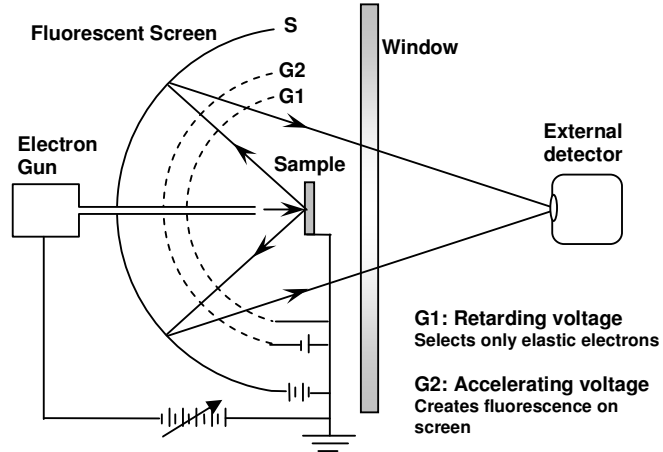 Fluorescent Screen
S
G2
G1
Window
Electron
Gun
Sample
External
detector
G1: Retarding voltage
Selects only elastic electrons
G2: Accelerating voltage
Creates fluorescence on
screen